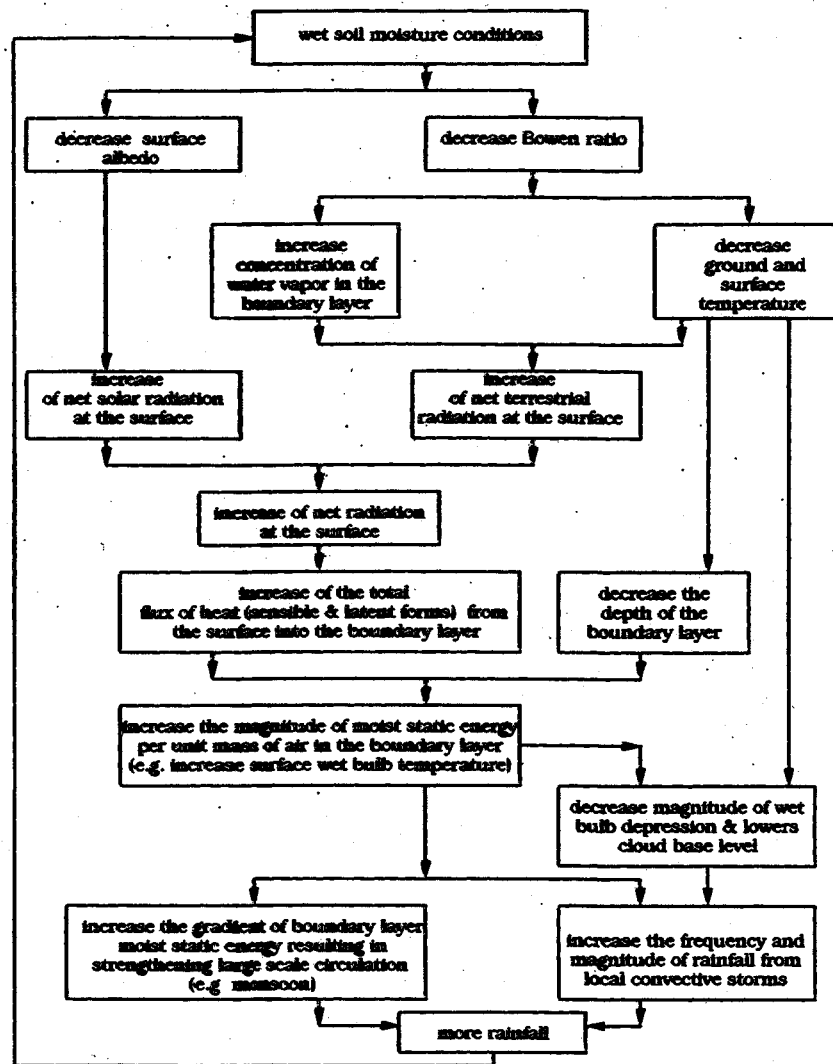 wet soil moisture conditions
decrease surface
albedo
decrease Bowen ratio
increase
concentration of
water vapor in the
boundary layer
decrease
ground and
surface
temperature
increase
of net solar radiation
at the surface
increase
of net terrestrial
radiation at the surface
increase of net radiation
at the surface
increase of the total
flux of heat (sensible & latent forms) from
the surface into the boundary layer
decrease the
depth of the
boundary layer
increase the magnitude of moist static energy
per unit mass of air in the boundary layer
(e.g. increase surface wet bulb temperature)
decrease magnitude of wet
bulb depression & lowers
cloud base level
increase the gradient of boundary layer
moist static energy resulting in
strengthening large scale circulation
(e.g monsoon)
increase the frequency and
magnitude of rainfall from
local convective storms
more rainfall